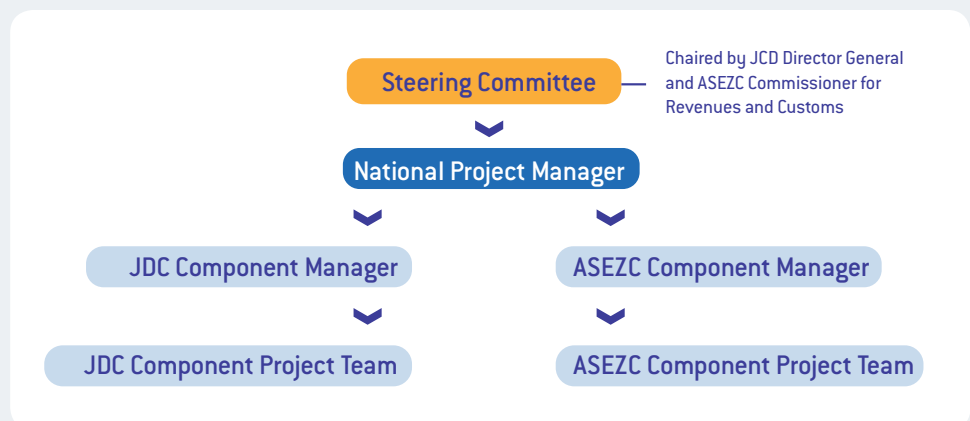 Steering Committee
Chaired by JCD Director General
and ASEZC Commissioner for
Revenues and Customs
National Project Manager
JDC Component Manager
ASEZC Component Manager
JDC Component Project Team
ASEZC Component Project Team